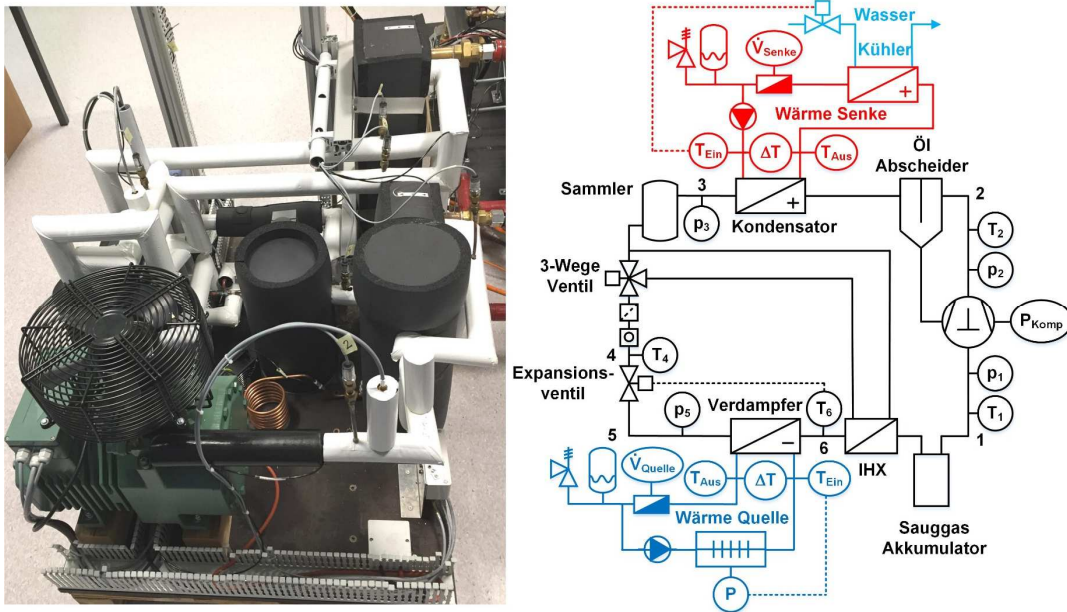 2
Wasser
Kühler
V̇Senke
Wärme Senke
TEin
ΔT
TAus
Öl
Abscheider
Sammler
3
2
p3
Kondensator
T2
3-Wege
Ventil
p2
PKomp
4
T4
p1
Expansions-
ventil
p5
Verdampfer
T6
T1
5
6
1
IHX
V̇Quelle
TAus
ΔT
TEin
Wärme Quelle
Sauggas
Akkumulator
P